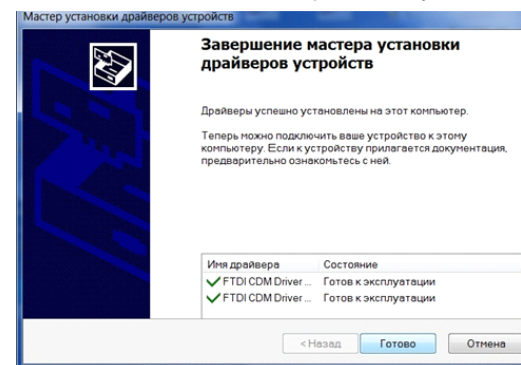 Мастер установки драйверов устройств
Завершение мастера установки
драйверов устройств
Драйверы успешно установлены на этот компьютер.
Теперь можно подключить ваше устройство к этому
компьютеру. Если к устройству прилагается документация,
предварительно ознакомьтесь с ней.
Имя драйвера Состояние
FTDI CDM Driver ... Готов к эксплуатации
FTDI CDM Driver ... Готов к эксплуатации
< Назад Готово Отмена